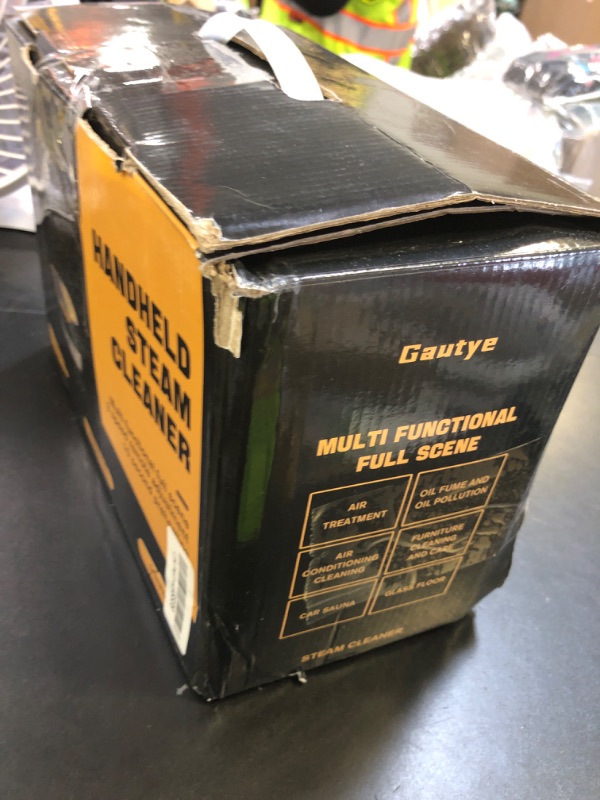 HANDHELD
STEAM
CLEANER
Gautye
MULTI FUNCTIONAL
FULL SCENE
AIR
TREATMENT
OIL FUME AND
OIL POLLUTION
AIR
CONDITIONING
CLEANING
FURNITURE
CLEANING
AND CARE
CAR SAUNA
GLASS FLOOR
STEAM CLEANER